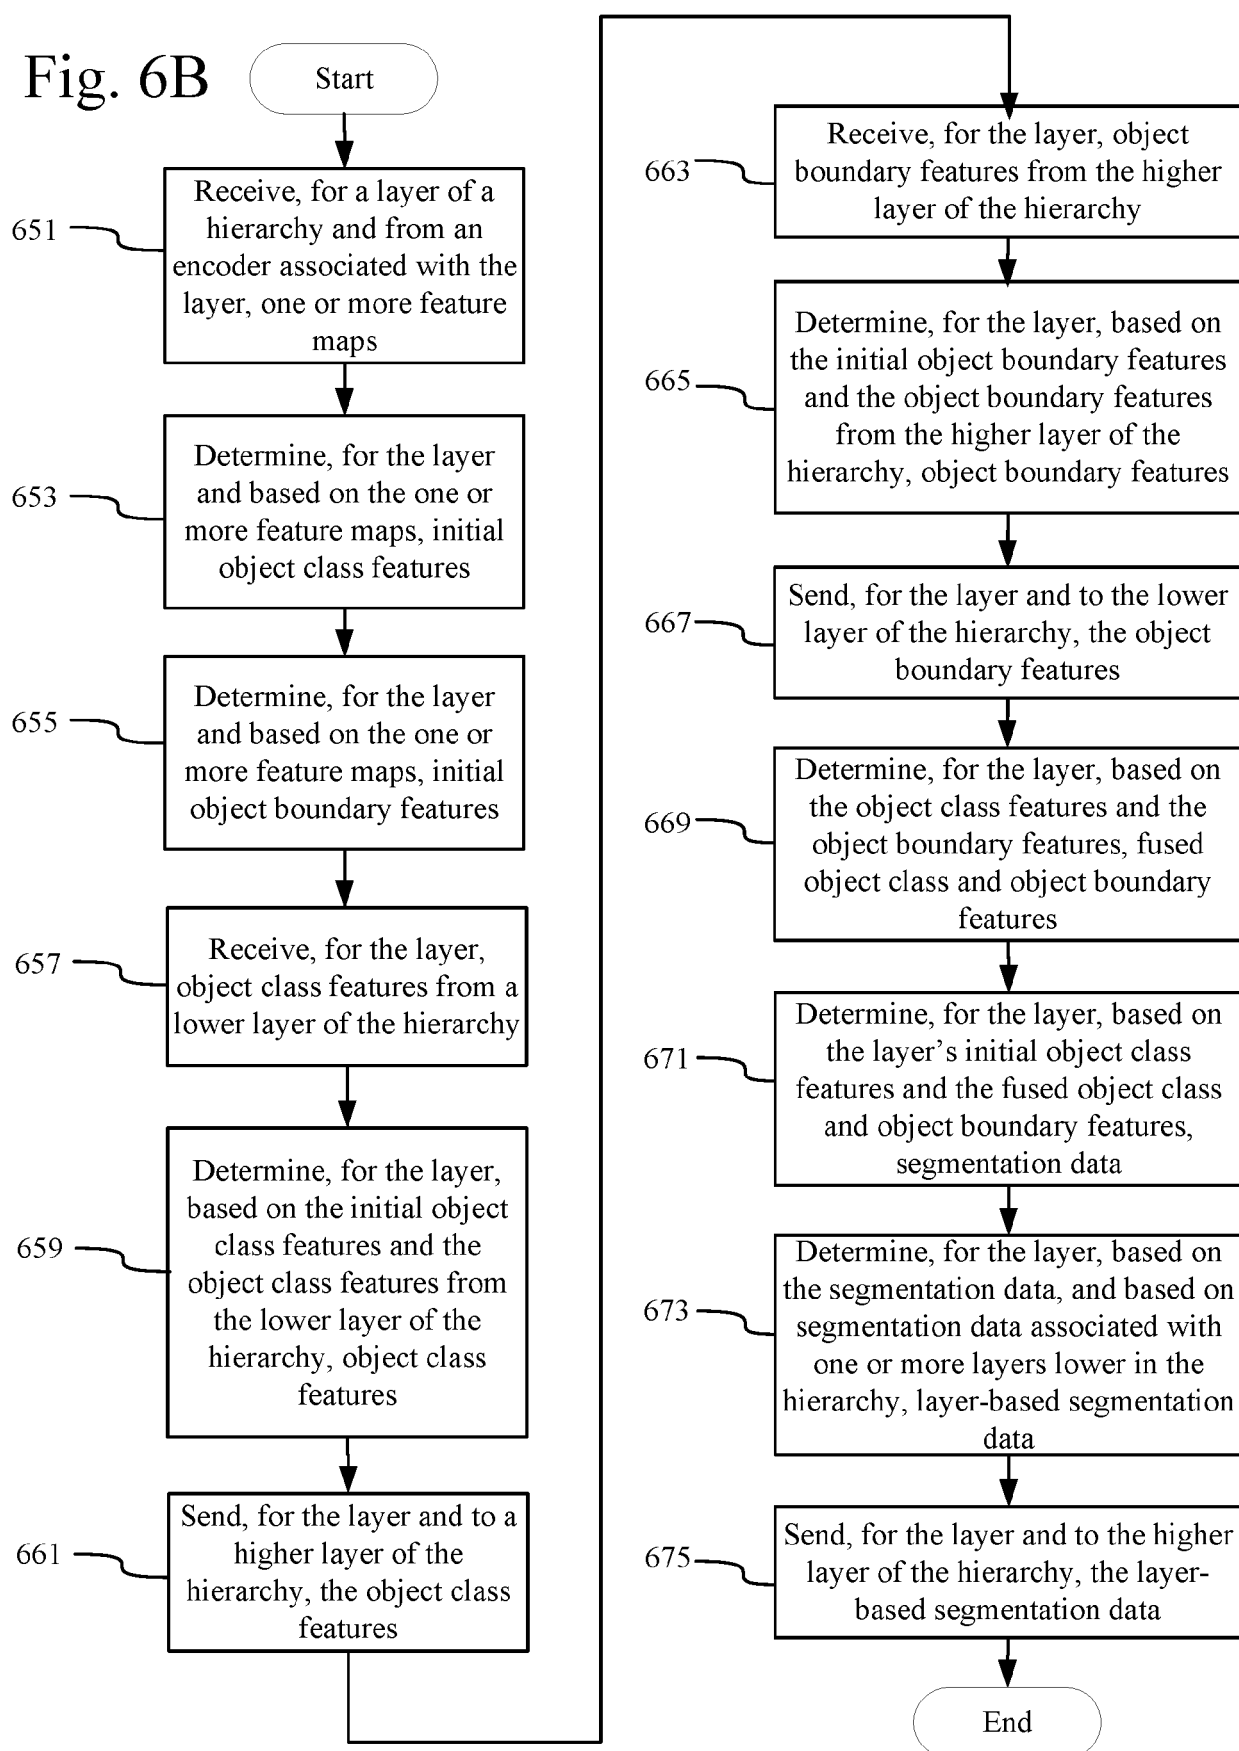 Fig. 6B
Start
651
Receive, for a layer of a
hierarchy and from an
encoder associated with the
layer, one or more feature
maps
653
Determine, for the layer
and based on the one or
more feature maps, initial
object class features
655
Determine, for the layer
and based on the one or
more feature maps, initial
object boundary features
657
Receive, for the layer,
object class features from a
lower layer of the hierarchy
659
Determine, for the layer,
based on the initial object
class features and the
object class features from
the lower layer of the
hierarchy, object class
features
661
Send, for the layer and to a
higher layer of the
hierarchy, the object class
features
663
Receive, for the layer, object
boundary features from the higher
layer of the hierarchy
665
Determine, for the layer, based on
the initial object boundary features
and the object boundary features
from the higher layer of the
hierarchy, object boundary features
667
Send, for the layer and to the lower
layer of the hierarchy, the object
boundary features
669
Determine, for the layer, based on
the object class features and the
object boundary features, fused
object class and object boundary
features
671
Determine, for the layer, based on
the layer’s initial object class
features and the fused object class
and object boundary features,
segmentation data
673
Determine, for the layer, based on
the segmentation data, and based on
segmentation data associated with
one or more layers lower in the
hierarchy, layer-based segmentation
data
675
Send, for the layer and to the higher
layer of the hierarchy, the layer-
based segmentation data
End